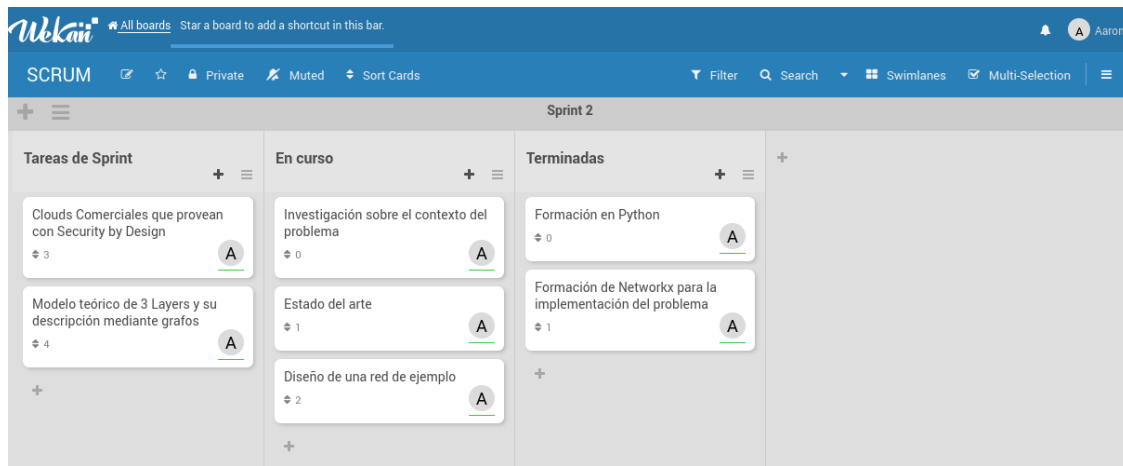 Wekan All boards Star a board to add a shortcut in this bar. A Aaron
SCRUM Private Muted Sort Cards Filter Search Swimlanes Multi-Selection
Sprint 2
Tareas de Sprint
Clouds Comerciales que provean
con Security by Design
3 A
Modelo teórico de 3 Layers y su
descripción mediante grafos
4 A
En curso
Investigación sobre el contexto del
problema
0 A
Estado del arte
1 A
Diseño de una red de ejemplo
2 A
Terminadas
Formación en Python
0 A
Formación de Networkx para la
implementación del problema
1 A